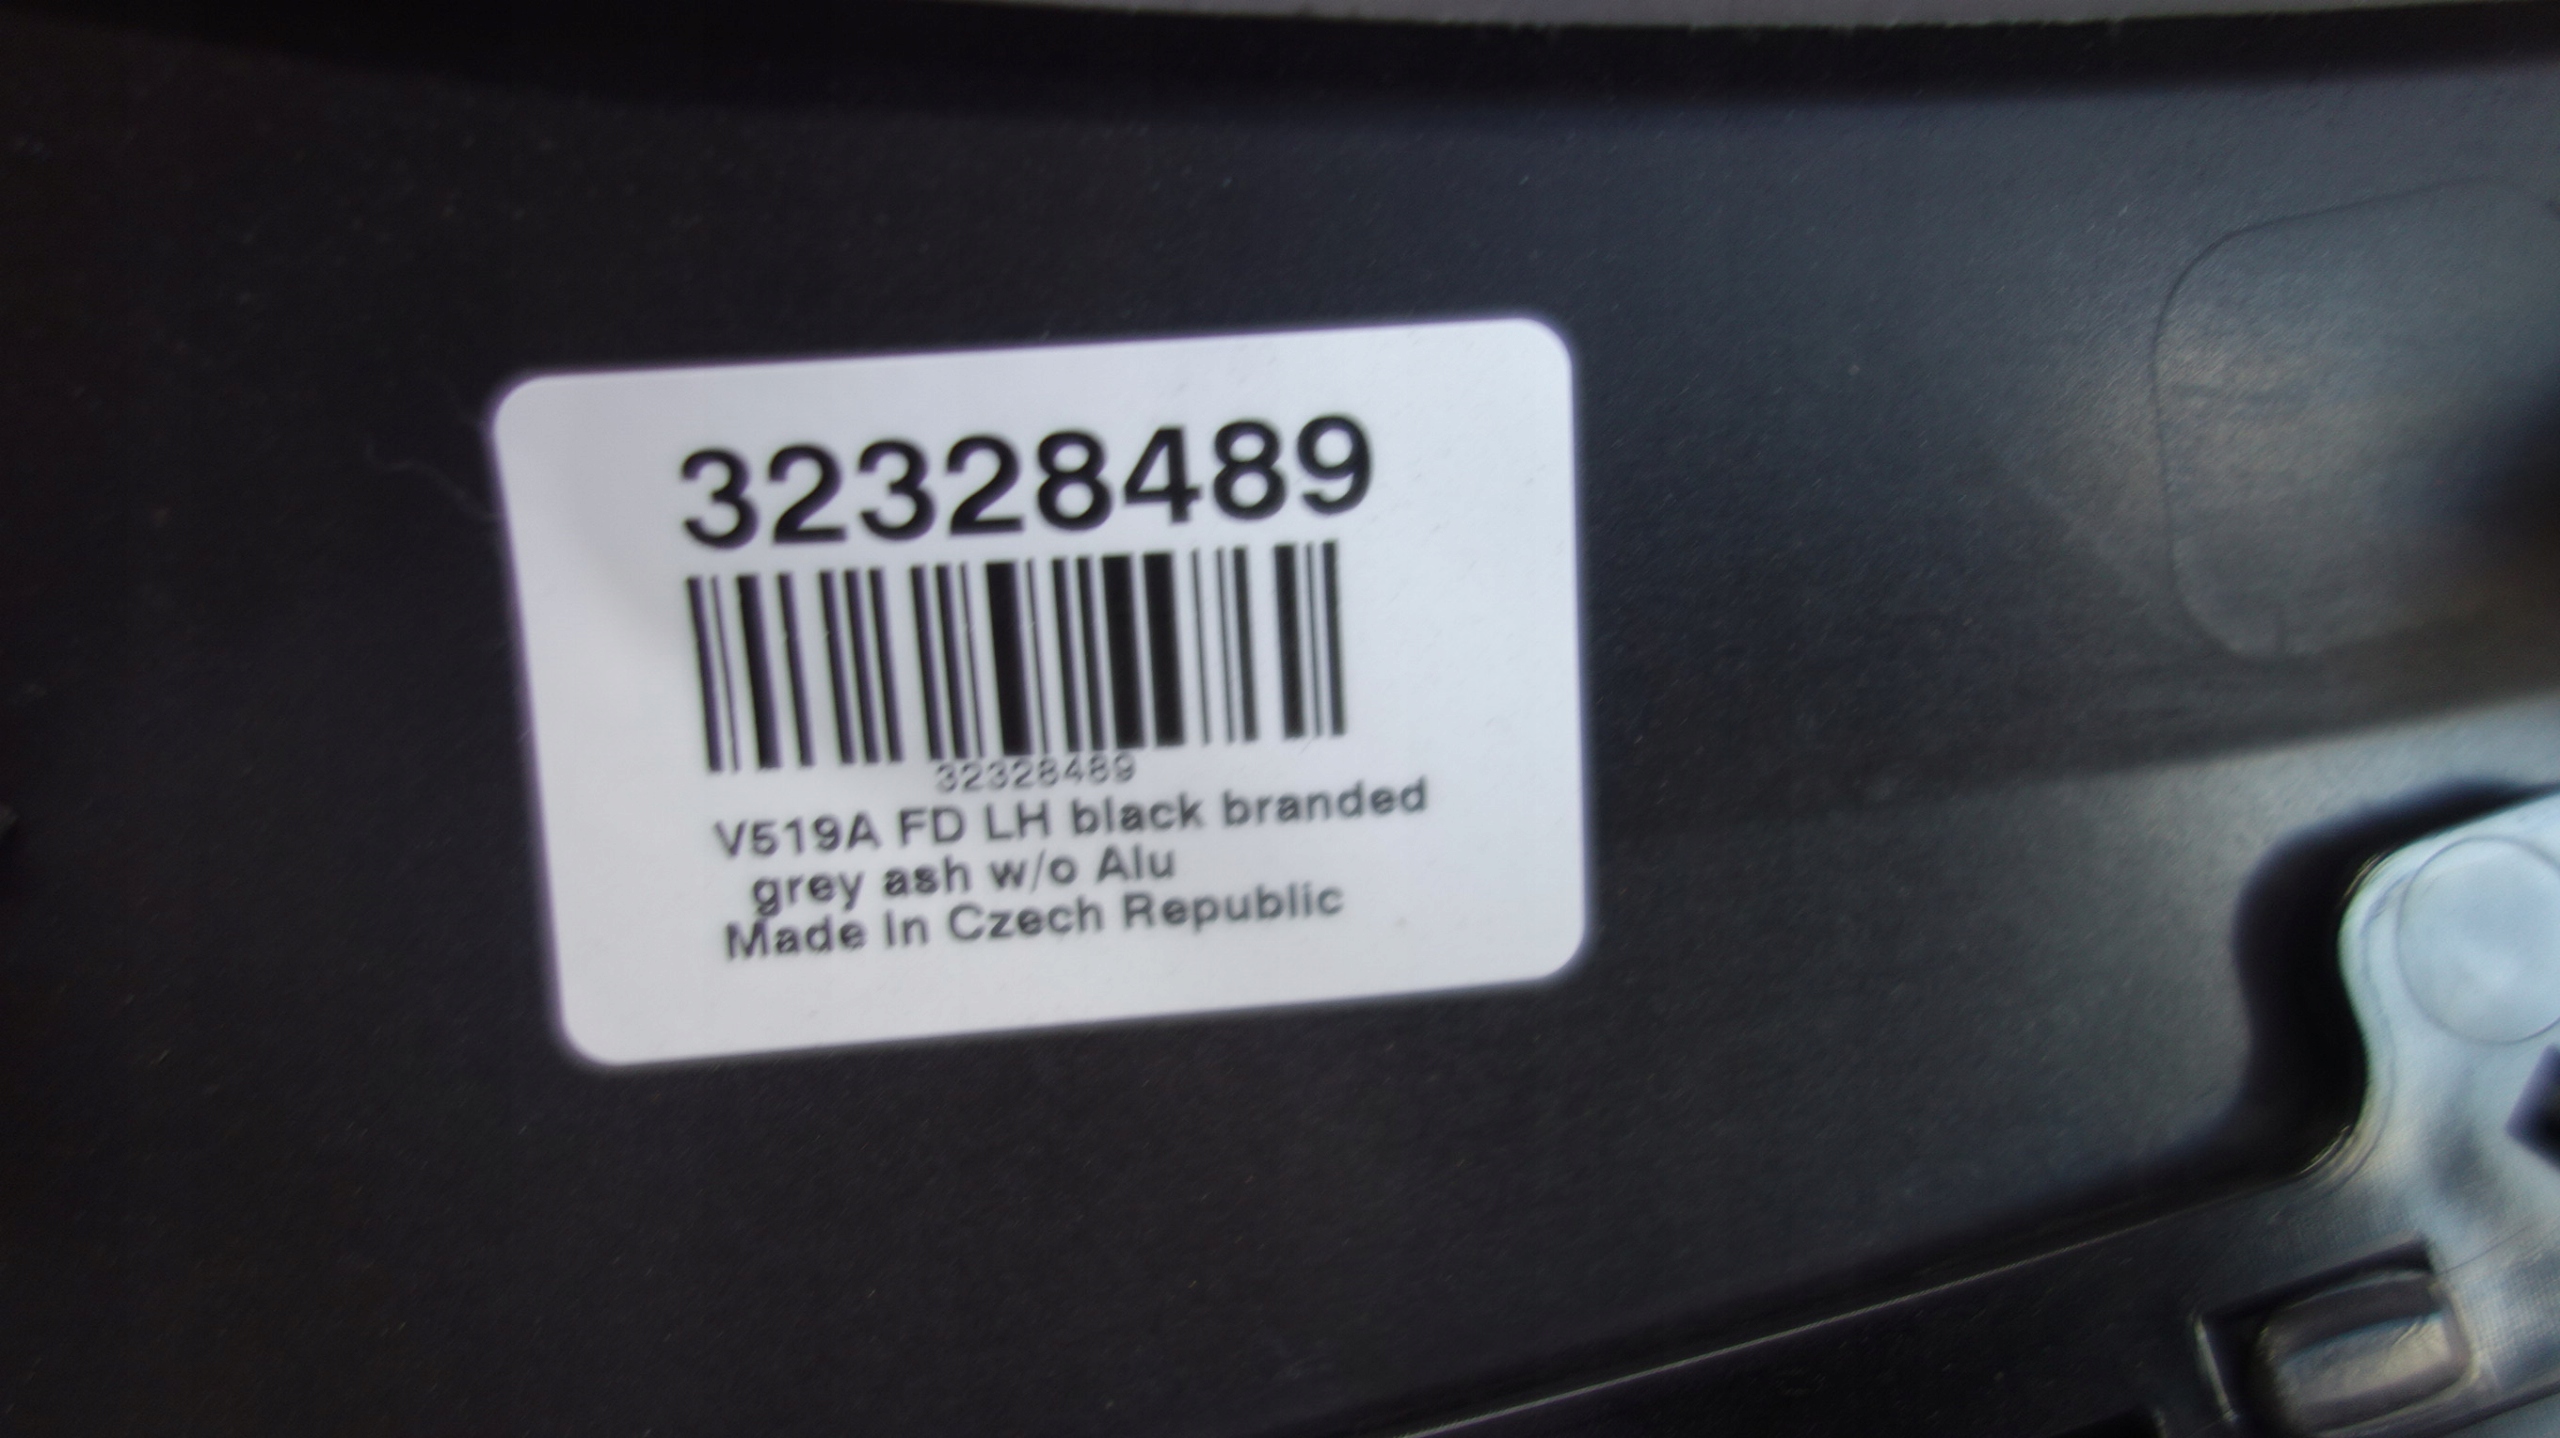 32328489
32328489
V519A FD LH black branded
grey ash w/o Alu
Made In Czech Republic